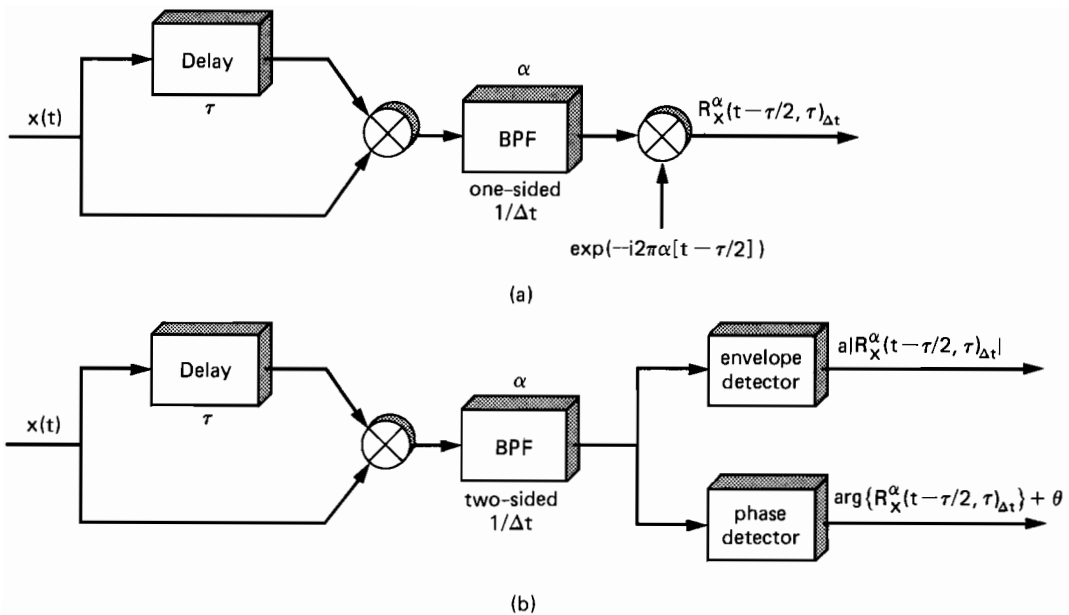 Delay
τ
x(t)
α
BPF
one-sided
1/Δt
R_x^α(t−τ/2, τ)_Δt
exp(−i2πα[t − τ/2])
(a)
Delay
τ
x(t)
α
BPF
two-sided
1/Δt
envelope
detector
a|R_x^α(t−τ/2, τ)_Δt|
phase
detector
arg{R_x^α(t−τ/2, τ)_Δt} + θ
(b)